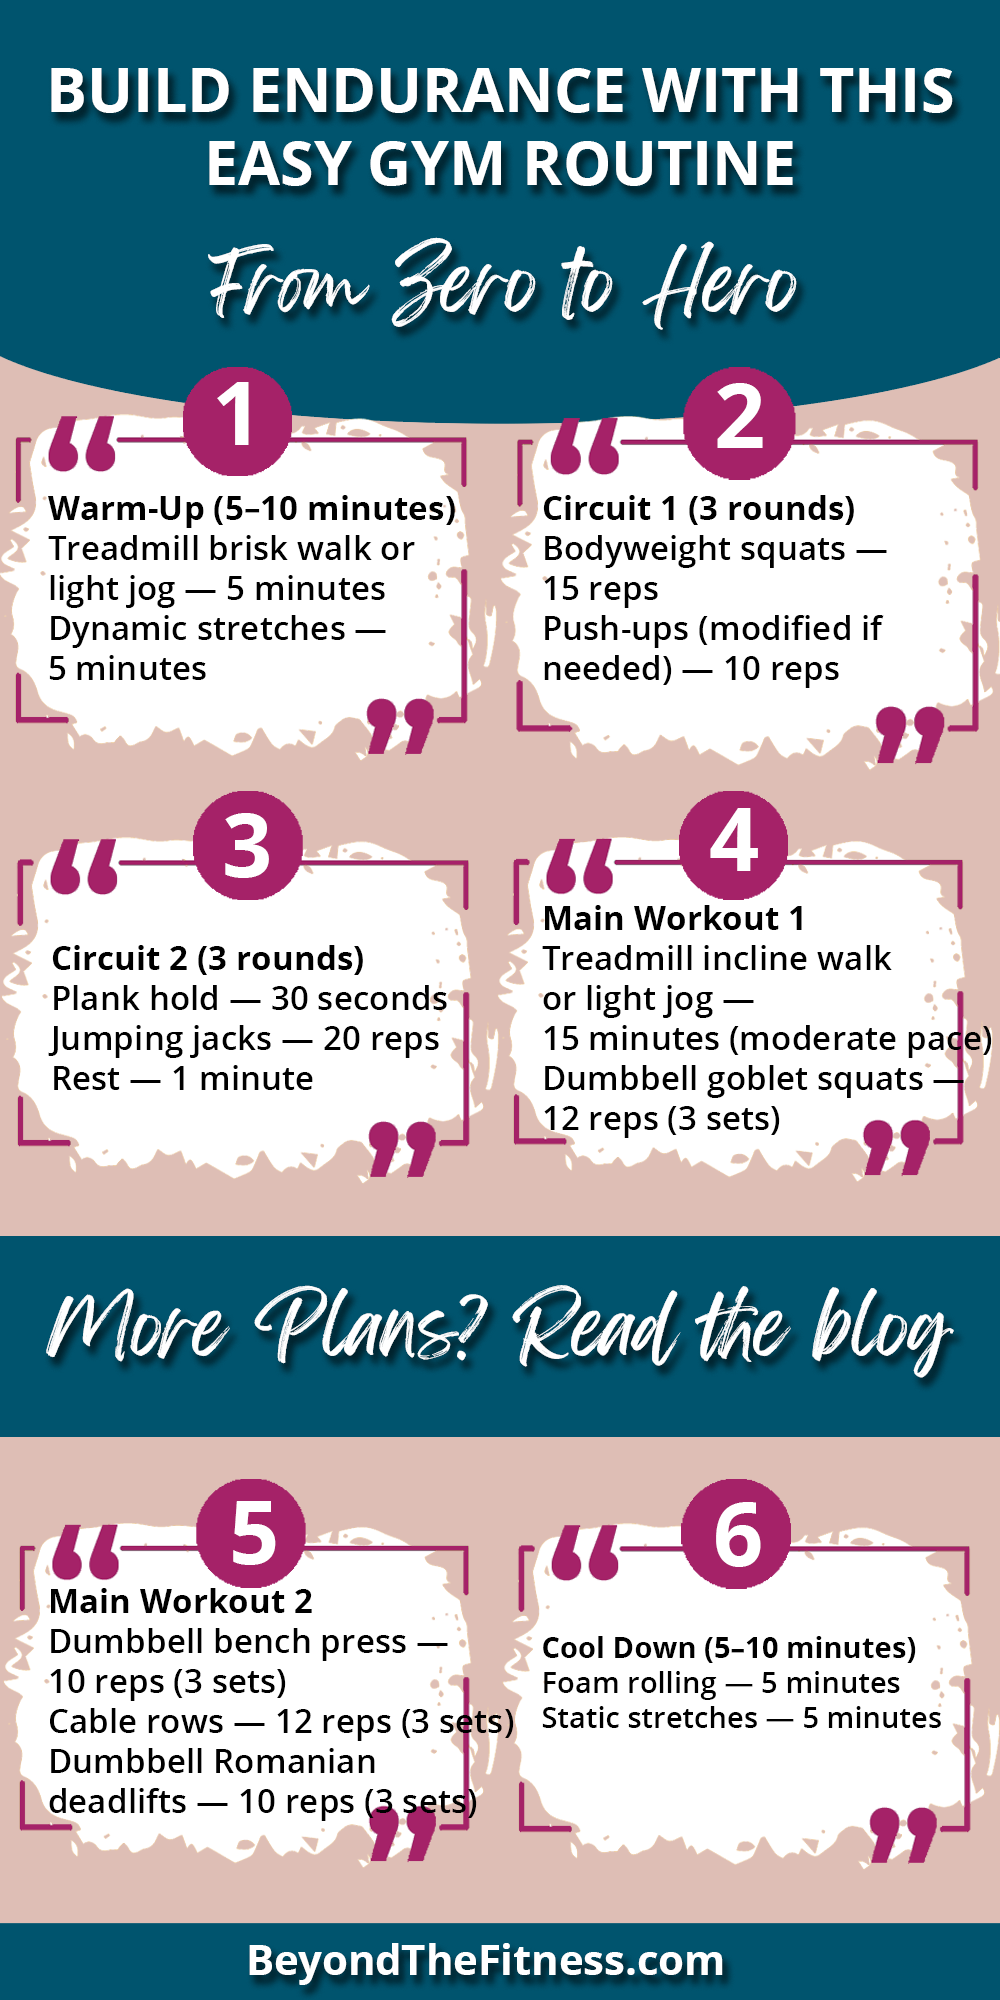 BUILD ENDURANCE WITH THIS
EASY GYM ROUTINE
From Zero to Hero
1
Warm-Up (5–10 minutes)
Treadmill brisk walk or
light jog — 5 minutes
Dynamic stretches —
5 minutes
2
Circuit 1 (3 rounds)
Bodyweight squats —
15 reps
Push-ups (modified if
needed) — 10 reps
3
Circuit 2 (3 rounds)
Plank hold — 30 seconds
Jumping jacks — 20 reps
Rest — 1 minute
4
Main Workout 1
Treadmill incline walk
or light jog —
15 minutes (moderate pace)
Dumbbell goblet squats —
12 reps (3 sets)
More Plans? Read the blog
5
Main Workout 2
Dumbbell bench press —
10 reps (3 sets)
Cable rows — 12 reps (3 sets)
Dumbbell Romanian
deadlifts — 10 reps (3 sets)
6
Cool Down (5–10 minutes)
Foam rolling — 5 minutes
Static stretches — 5 minutes
BeyondTheFitness.com